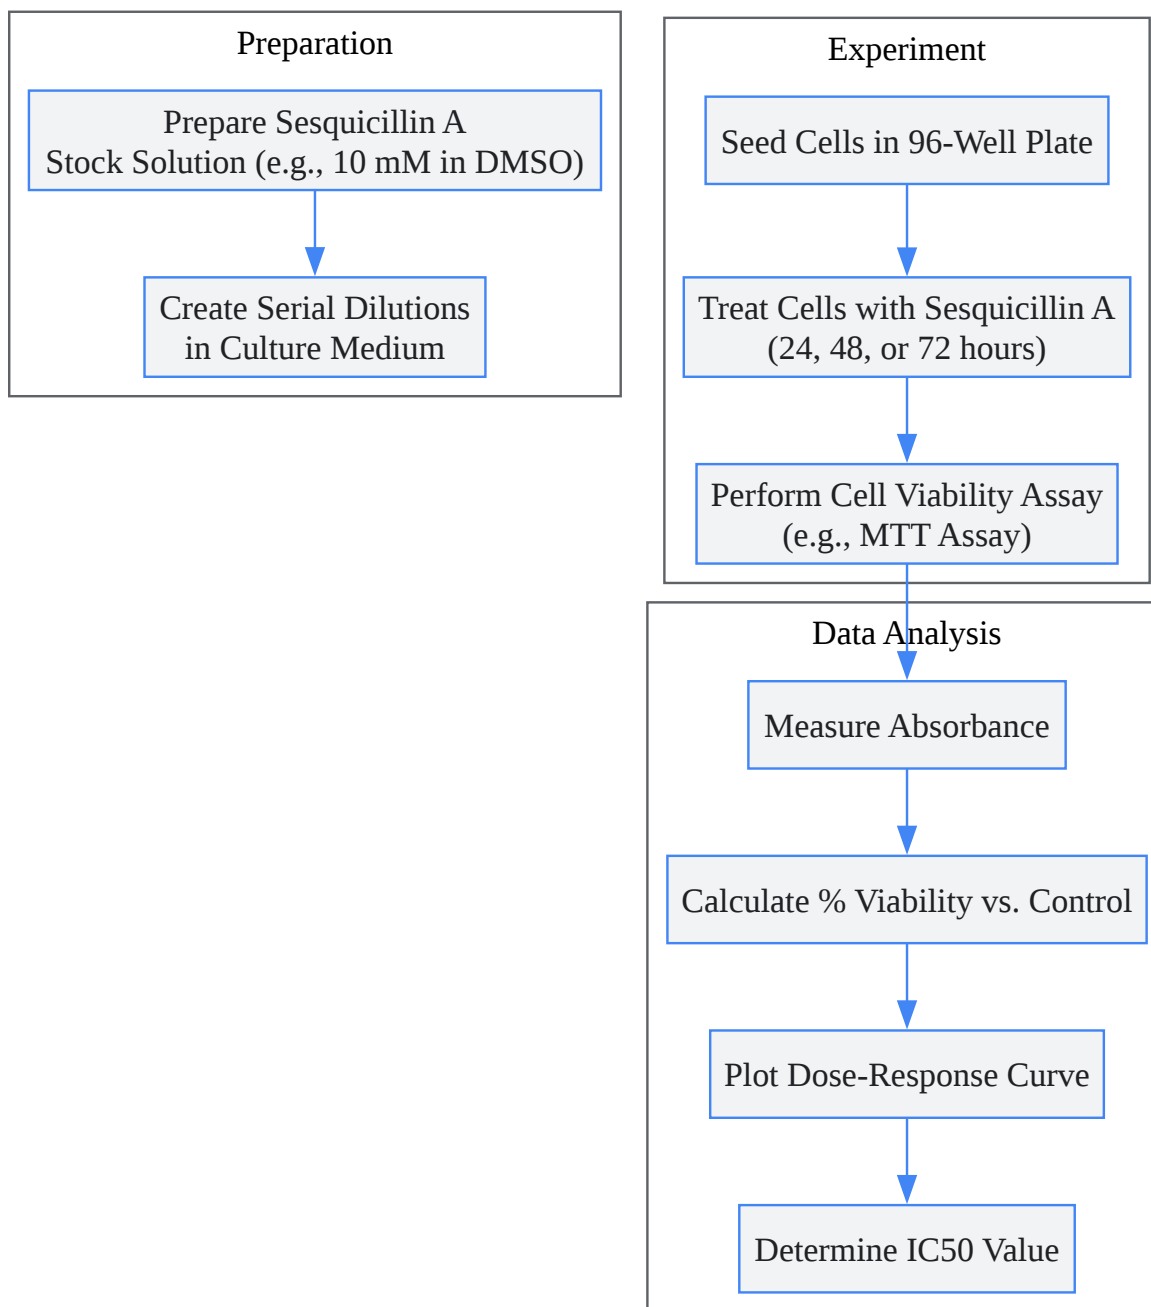 Preparation
Prepare Sesquicillin A
Stock Solution (e.g., 10 mM in DMSO)
Create Serial Dilutions
in Culture Medium
Experiment
Seed Cells in 96-Well Plate
Treat Cells with Sesquicillin A
(24, 48, or 72 hours)
Perform Cell Viability Assay
(e.g., MTT Assay)
Data Analysis
Measure Absorbance
Calculate % Viability vs. Control
Plot Dose-Response Curve
Determine IC50 Value